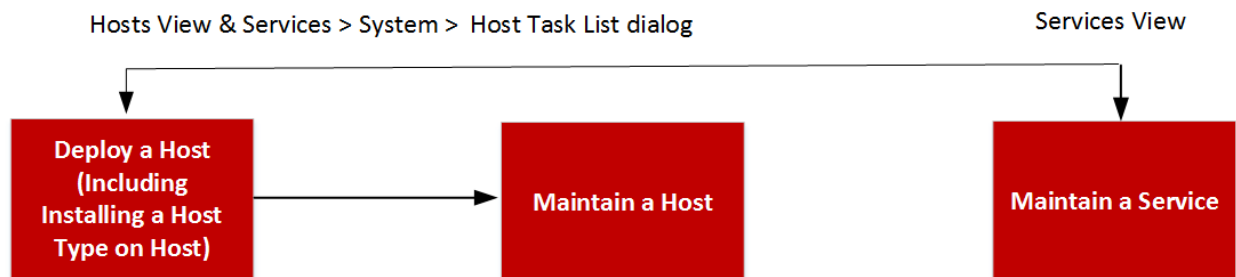 Hosts View & Services > System > Host Task List dialog
Services View
Deploy a Host
(Including
Installing a Host
Type on Host)
Maintain a Host
Maintain a Service